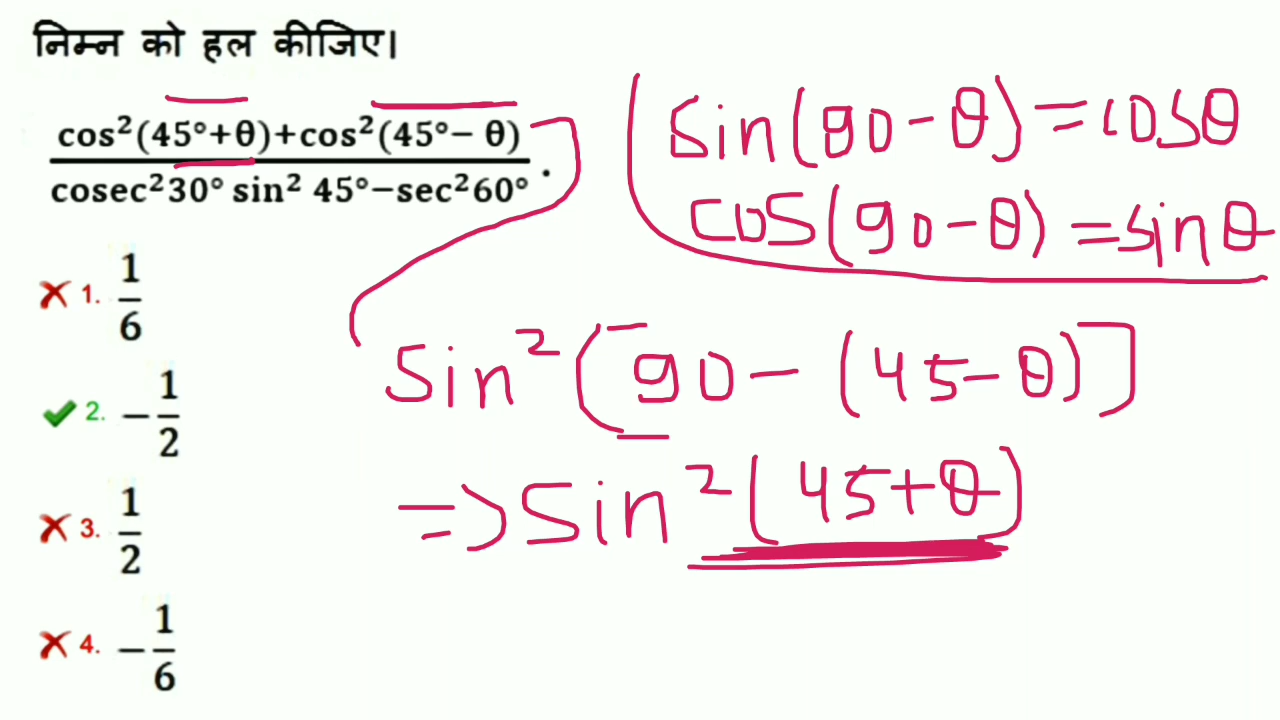 निम्न को हल कीजिए।
cos²(45°+θ)+cos²(45°− θ)
cosec²30° sin² 45°−sec²60° .
1. 1/6
2. −1/2
3. 1/2
4. −1/6
sin(90-θ)=cosθ
cos(90-θ)=sinθ
sin²(90-(45-θ)]
=>sin²(45+θ)